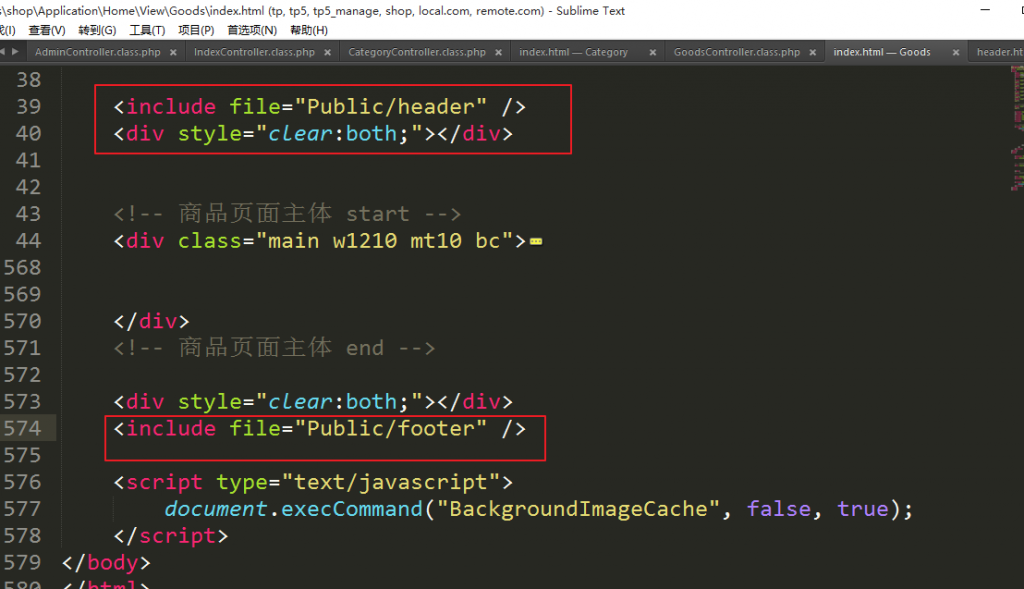 s\shop\Application\Home\View\Goods\index.html (tp, tp5, tp5_manage, shop, local.com, remote.com) - Sublime Text
(I) 查看(V) 转到(G) 工具(T) 项目(P) 首选项(N) 帮助(H)
AdminController.class.php × IndexController.class.php × CategoryController.class.php × index.html — Category × GoodsController.class.php × index.html — Goods × header.ht
38
39 <include file="Public/header" />
40 <div style="clear:both;"></div>
41
42
43 <!-- 商品页面主体 start -->
44 <div class="main w1210 mt10 bc">
568
569
570 </div>
571 <!-- 商品页面主体 end -->
572
573 <div style="clear:both;"></div>
574 <include file="Public/footer" />
575
576 <script type="text/javascript">
577 document.execCommand("BackgroundImageCache", false, true);
578 </script>
579 </body>
580 </html>